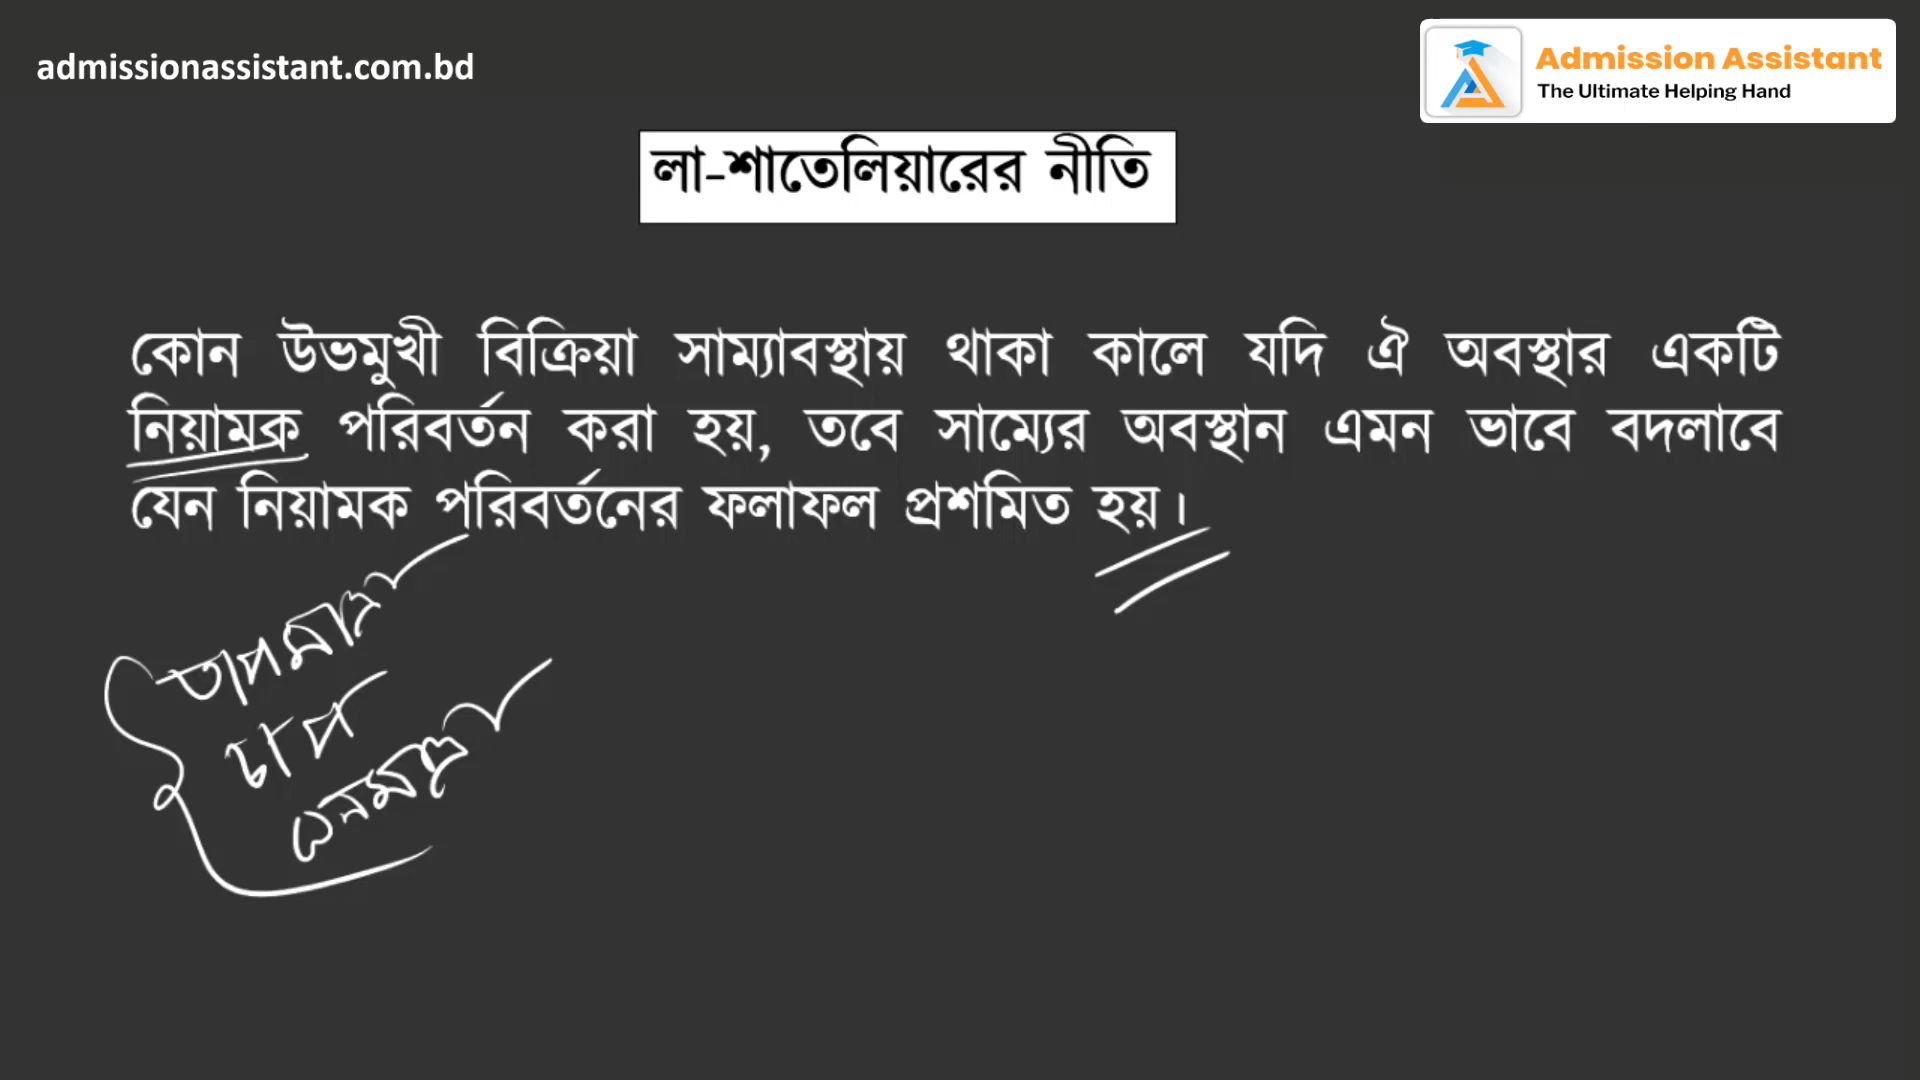 admissionassistant.com.bd
Admission Assistant
The Ultimate Helping Hand
লা-শাতেলিয়ারের নীতি
কোন উভমুখী বিক্রিয়া সাম্যাবস্থায় থাকা কালে যদি ঐ অবস্থার একটি
নিয়ামক পরিবর্তন করা হয়, তবে সাম্যের অবস্থান এমন ভাবে বদলাবে
যেন নিয়ামক পরিবর্তনের ফলাফল প্রশমিত হয়।
তাপমাত্রা
চাপ